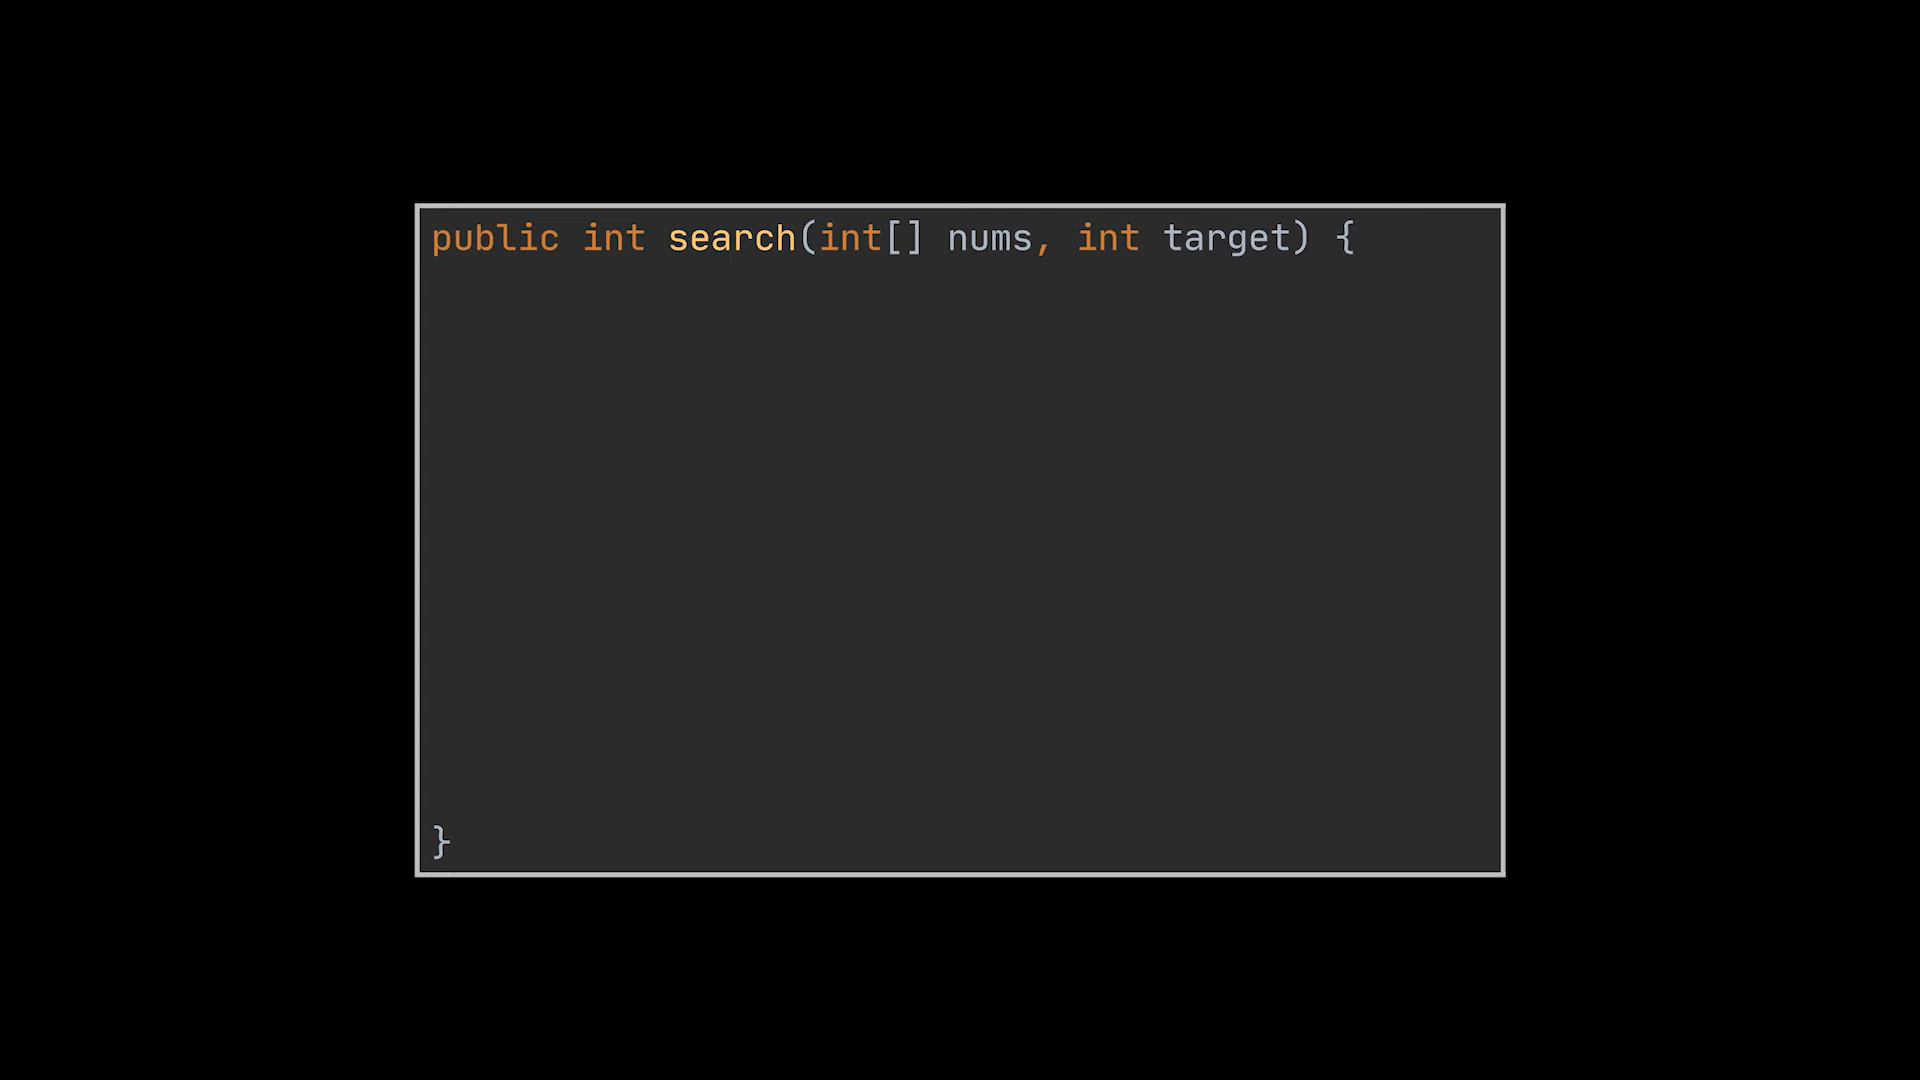 public int search(int[] nums, int target) {
}